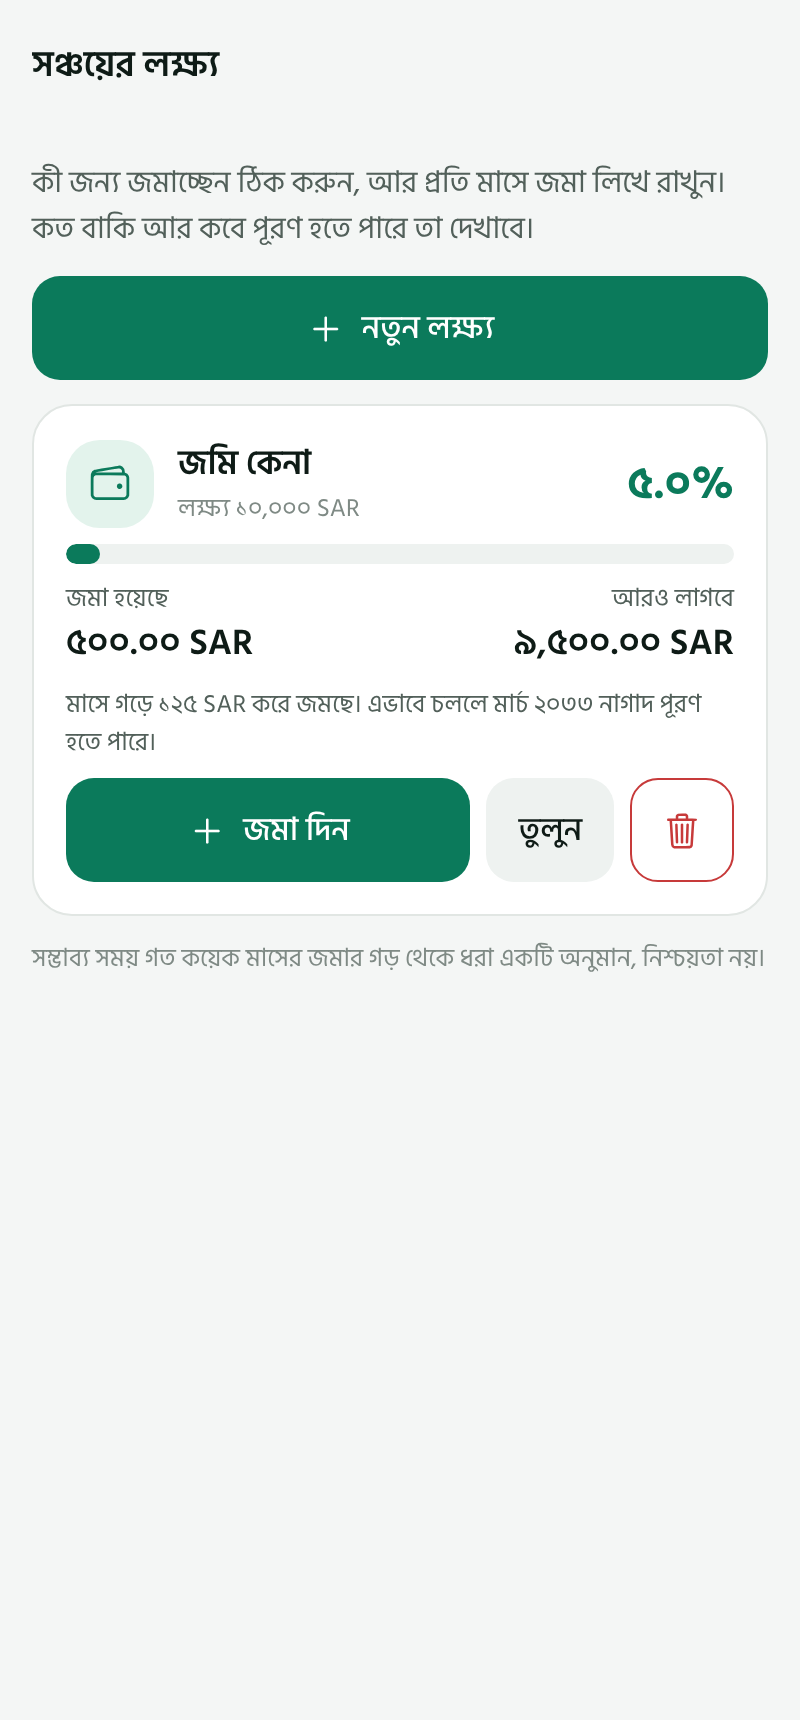 সঞ্চয়ের লক্ষ্য
কী জন্য জমাচ্ছেন ঠিক করুন, আর প্রতি মাসে জমা লিখে রাখুন।
কত বাকি আর কবে পূরণ হতে পারে তা দেখাবে।
+ নতুন লক্ষ্য
জমি কেনা
লক্ষ্য ১০,০০০ SAR
৫.০%
জমা হয়েছে
আরও লাগবে
৫০০.০০ SAR
৯,৫০০.০০ SAR
মাসে গড়ে ১২৫ SAR করে জমছে। এভাবে চললে মার্চ ২০৩৩ নাগাদ পূরণ
হতে পারে।
+ জমা দিন
তুলুন
সম্ভাব্য সময় গত কয়েক মাসের জমার গড় থেকে ধরা একটি অনুমান, নিশ্চয়তা নয়।